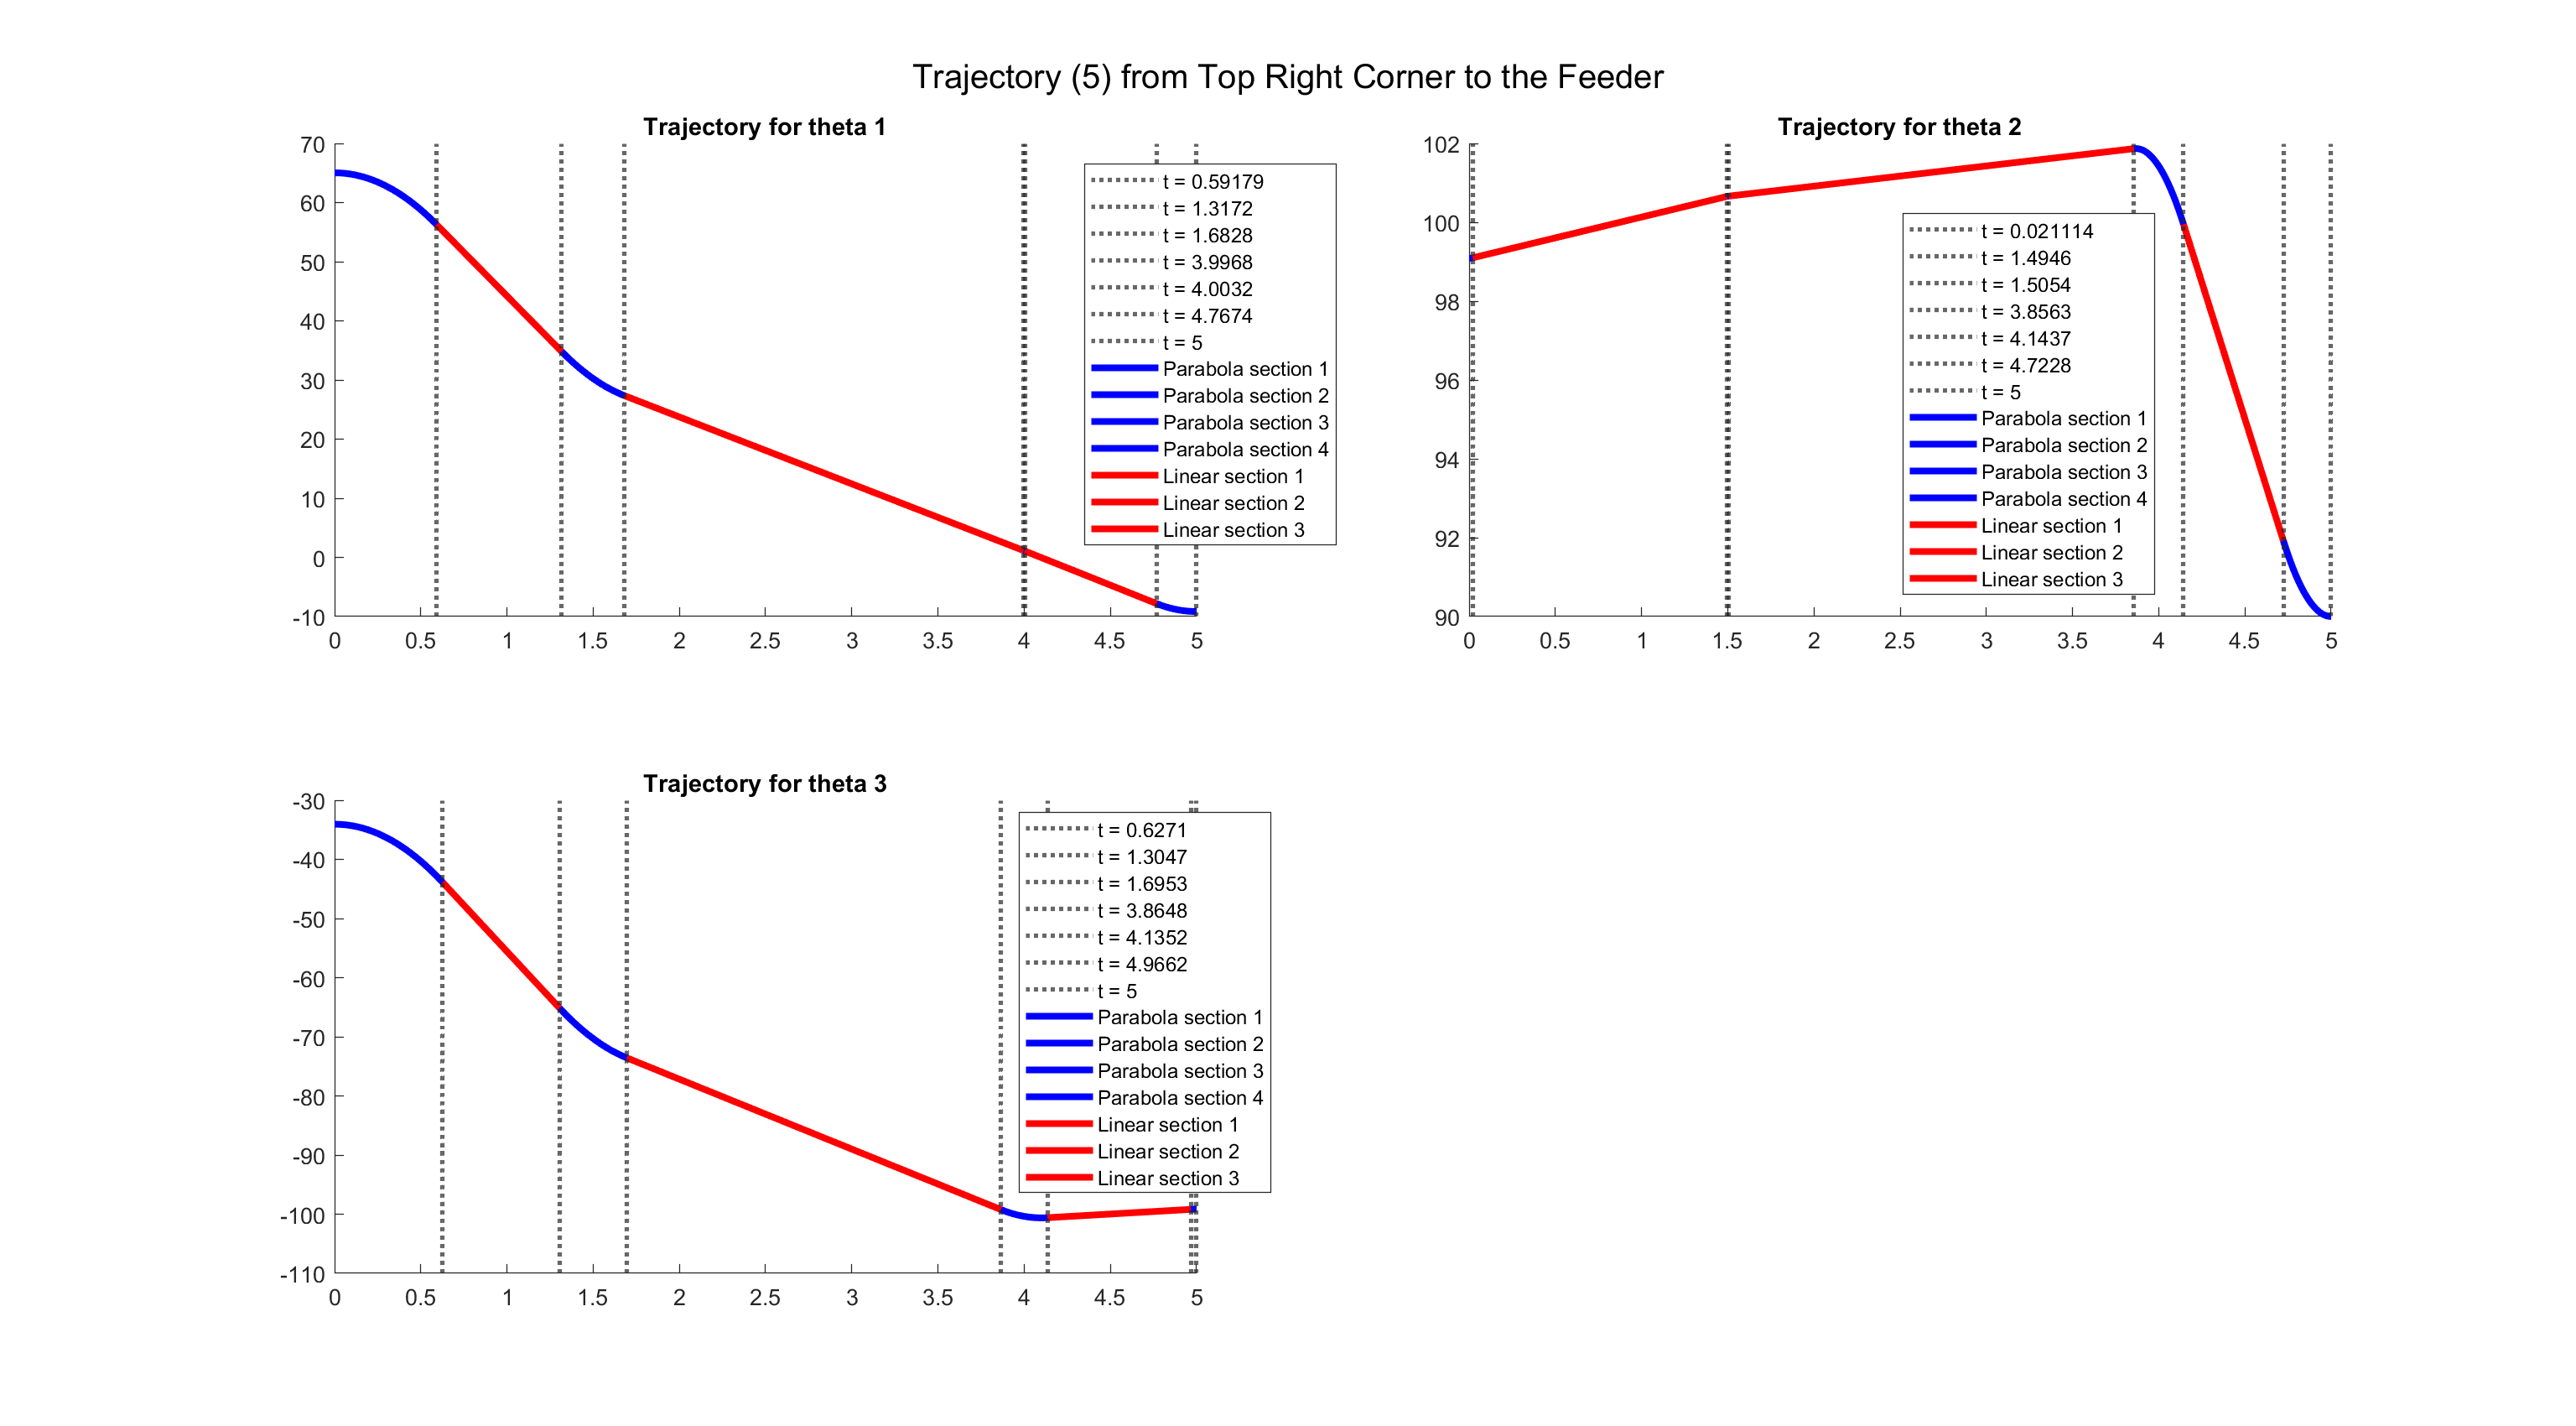 Trajectory (5) from Top Right Corner to the Feeder
Trajectory for theta 1
70
60
50
40
30
20
10
0
-10
0 0.5 1 1.5 2 2.5 3 3.5 4 4.5 5
t = 0.59179
t = 1.3172
t = 1.6828
t = 3.9968
t = 4.0032
t = 4.7674
t = 5
Parabola section 1
Parabola section 2
Parabola section 3
Parabola section 4
Linear section 1
Linear section 2
Linear section 3
Trajectory for theta 2
102
100
98
96
94
92
90
0 0.5 1 1.5 2 2.5 3 3.5 4 4.5 5
t = 0.021114
t = 1.4946
t = 1.5054
t = 3.8563
t = 4.1437
t = 4.7228
t = 5
Parabola section 1
Parabola section 2
Parabola section 3
Parabola section 4
Linear section 1
Linear section 2
Linear section 3
Trajectory for theta 3
-30
-40
-50
-60
-70
-80
-90
-100
-110
0 0.5 1 1.5 2 2.5 3 3.5 4 4.5 5
t = 0.6271
t = 1.3047
t = 1.6953
t = 3.8648
t = 4.1352
t = 4.9662
t = 5
Parabola section 1
Parabola section 2
Parabola section 3
Parabola section 4
Linear section 1
Linear section 2
Linear section 3